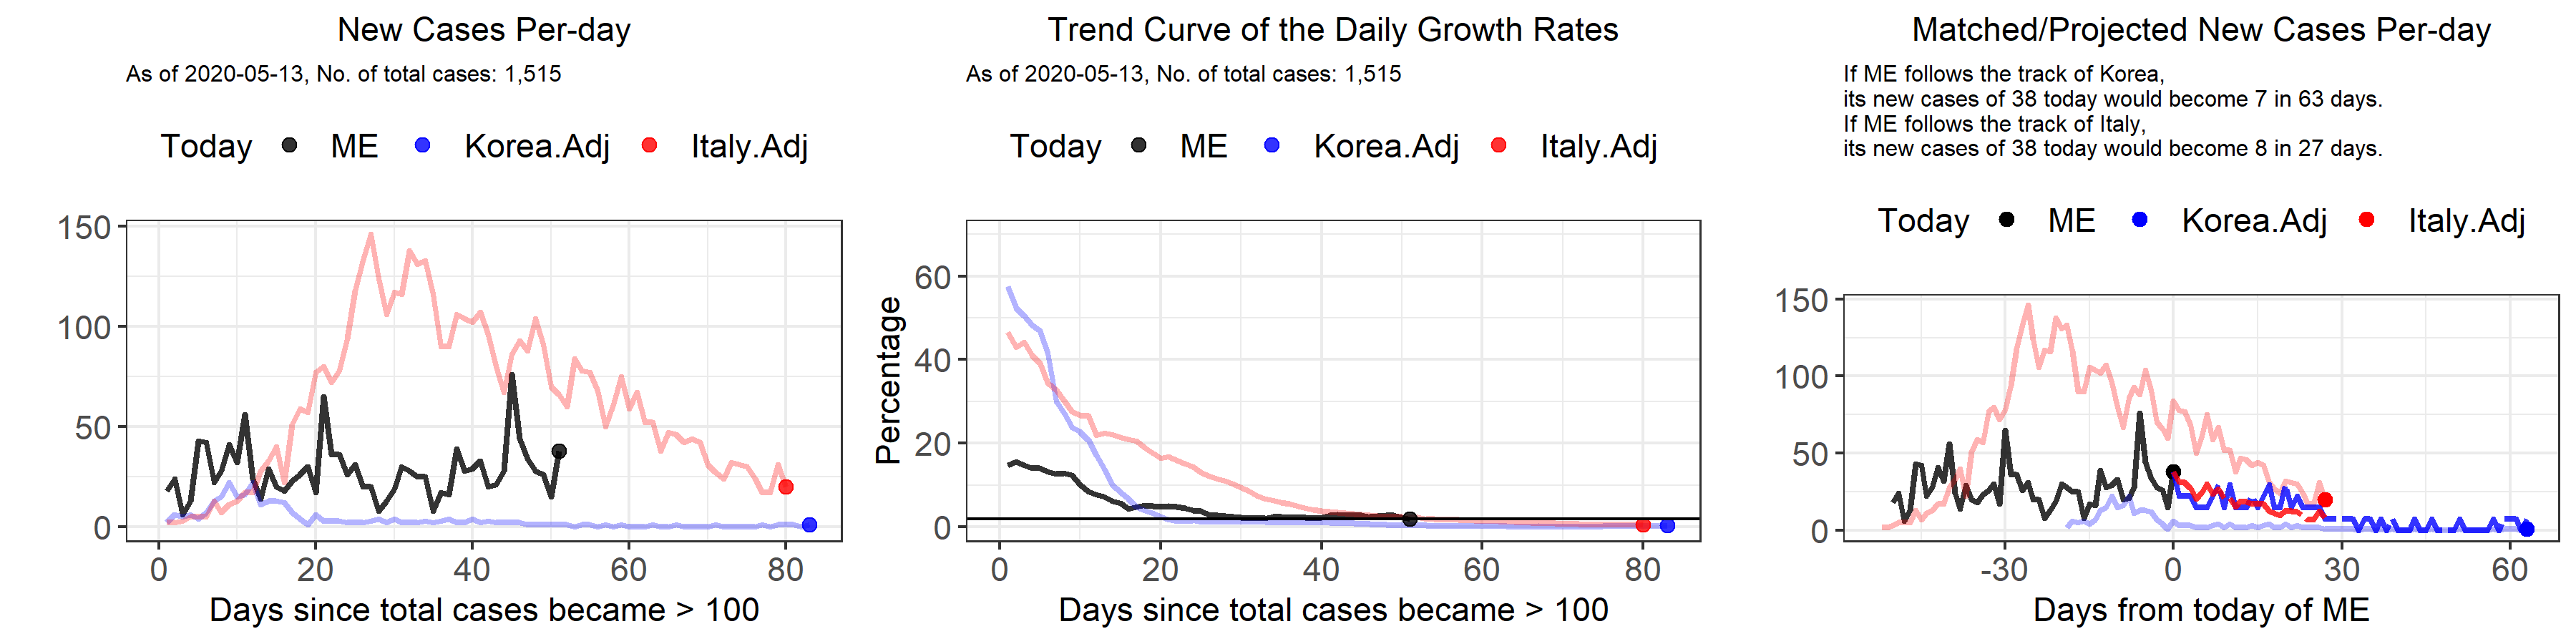 New Cases Per-day
As of 2020-05-13, No. of total cases: 1,515
Today ME Korea.Adj Italy.Adj
150
100
50
0
0 20 40 60 80
Days since total cases became > 100
Trend Curve of the Daily Growth Rates
As of 2020-05-13, No. of total cases: 1,515
Today ME Korea.Adj Italy.Adj
Percentage
60
40
20
0
0 20 40 60 80
Days since total cases became > 100
Matched/Projected New Cases Per-day
If ME follows the track of Korea,
its new cases of 38 today would become 7 in 63 days.
If ME follows the track of Italy,
its new cases of 38 today would become 8 in 27 days.
Today ME Korea.Adj Italy.Adj
150
100
50
0
-30 0 30 60
Days from today of ME